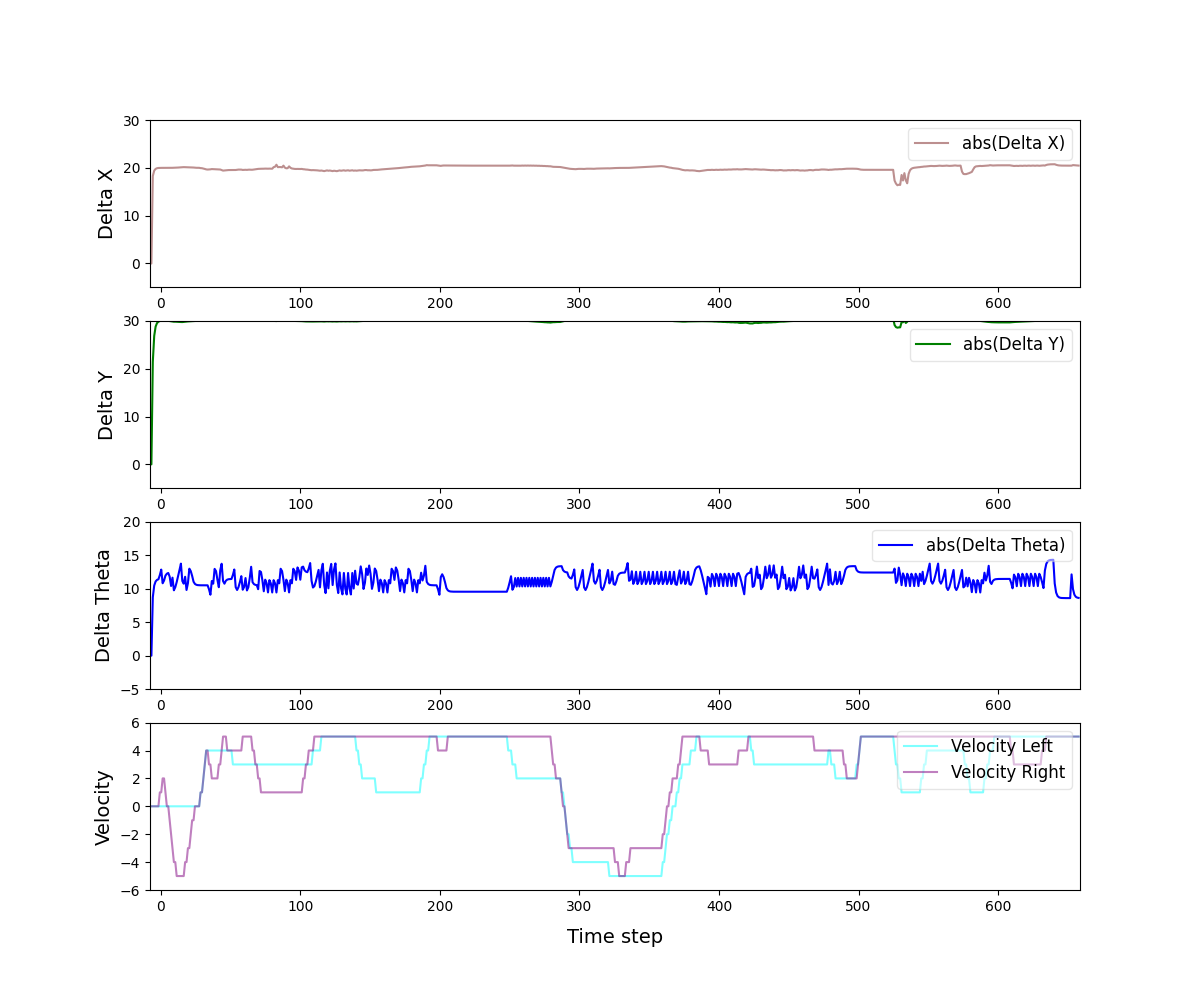 30
20
10
0
Delta X
abs(Delta X)
0 100 200 300 400 500 600
30
20
10
0
Delta Y
abs(Delta Y)
0 100 200 300 400 500 600
20
15
10
5
0
−5
Delta Theta
abs(Delta Theta)
0 100 200 300 400 500 600
6
4
2
0
−2
−4
−6
Velocity
Velocity Left
Velocity Right
0 100 200 300 400 500 600
Time step